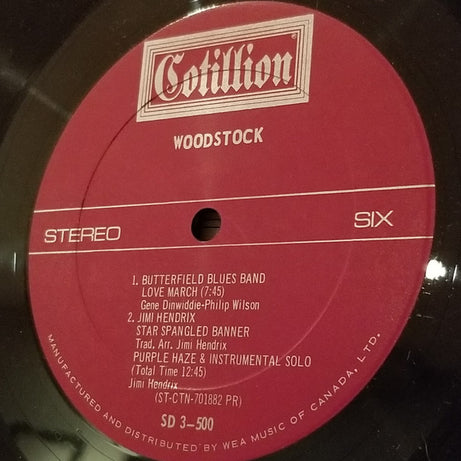 Cotillion®
WOODSTOCK
STEREO SIX
1. BUTTERFIELD BLUES BAND
LOVE MARCH (7:45)
Gene Dinwiddie-Philip Wilson
2. JIMI HENDRIX
STAR SPANGLED BANNER
Trad. Arr. Jimi Hendrix
PURPLE HAZE & INSTRUMENTAL SOLO
(Total Time 12:45)
Jimi Hendrix
(ST-CTN-701882 PR)
SD 3-500
MANUFACTURED AND DISTRIBUTED BY WEA MUSIC OF CANADA, LTD.